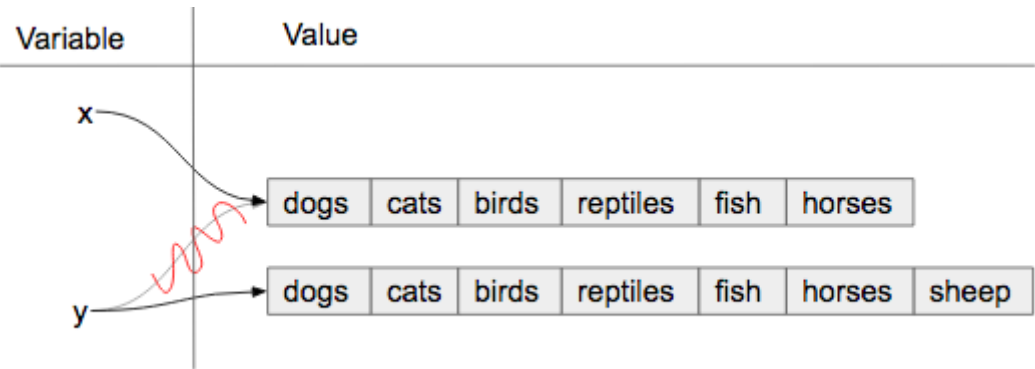 Variable Value
x
dogs cats birds reptiles fish horses
y
dogs cats birds reptiles fish horses sheep